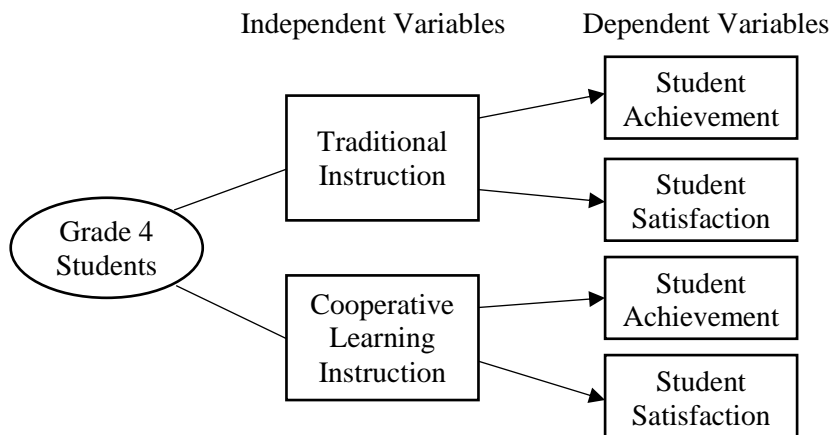 Independent Variables
Dependent Variables
Grade 4
Students
Traditional
Instruction
Student
Achievement
Student
Satisfaction
Cooperative
Learning
Instruction
Student
Achievement
Student
Satisfaction